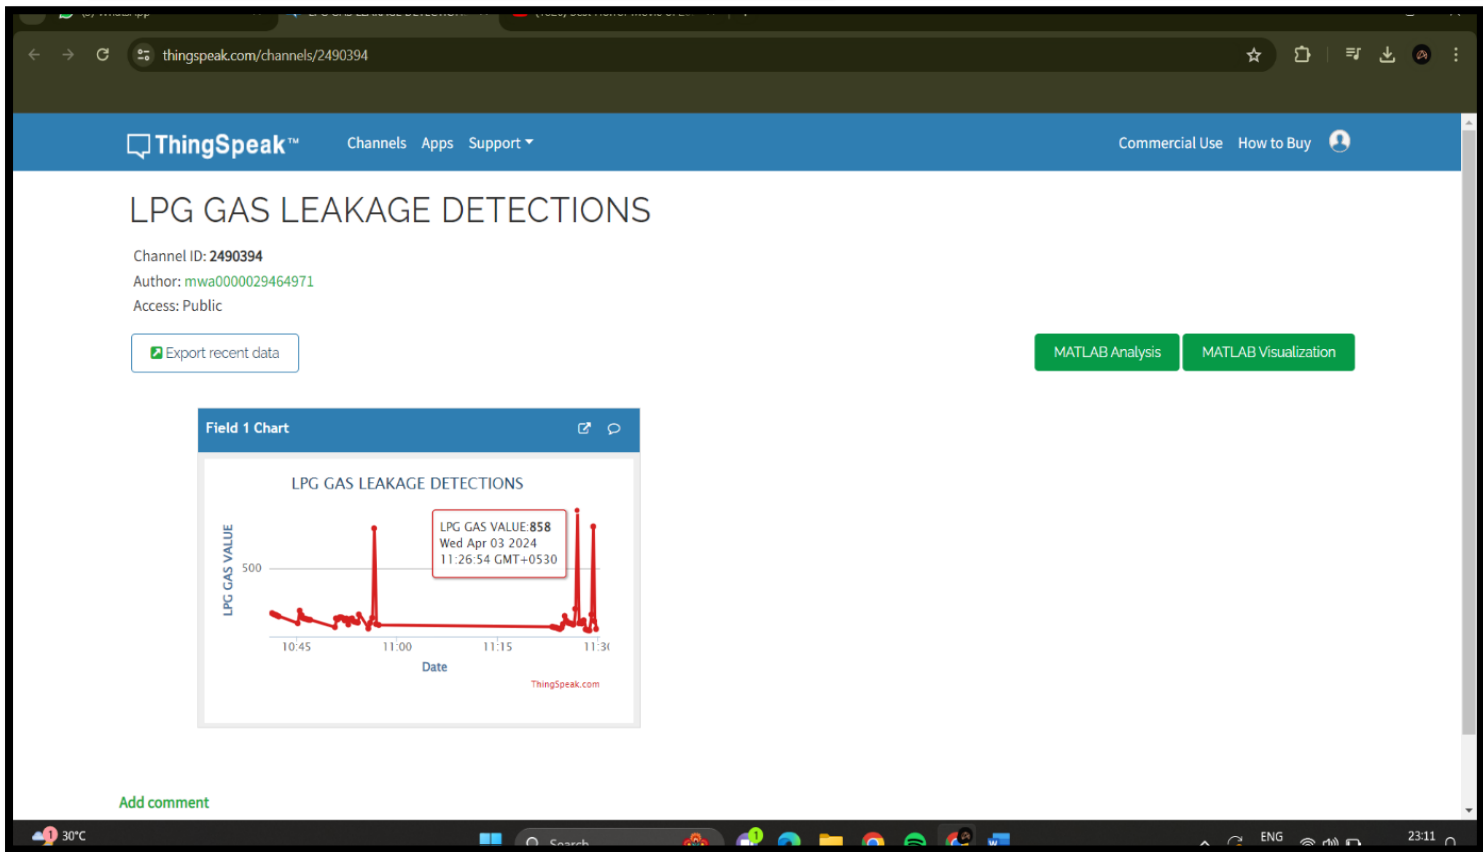 thingspeak.com/channels/2490394
ThingSpeak™ Channels Apps Support Commercial Use How to Buy
LPG GAS LEAKAGE DETECTIONS
Channel ID: 2490394
Author: mwa0000029464971
Access: Public
Export recent data MATLAB Analysis MATLAB Visualization
Field 1 Chart
LPG GAS LEAKAGE DETECTIONS
LPG GAS VALUE
500
LPG GAS VALUE:858
Wed Apr 03 2024
11:26:54 GMT+0530
10:45 11:00 11:15
Date
ThingSpeak.com
Add comment
1 30°C Search 1 ENG 23:11